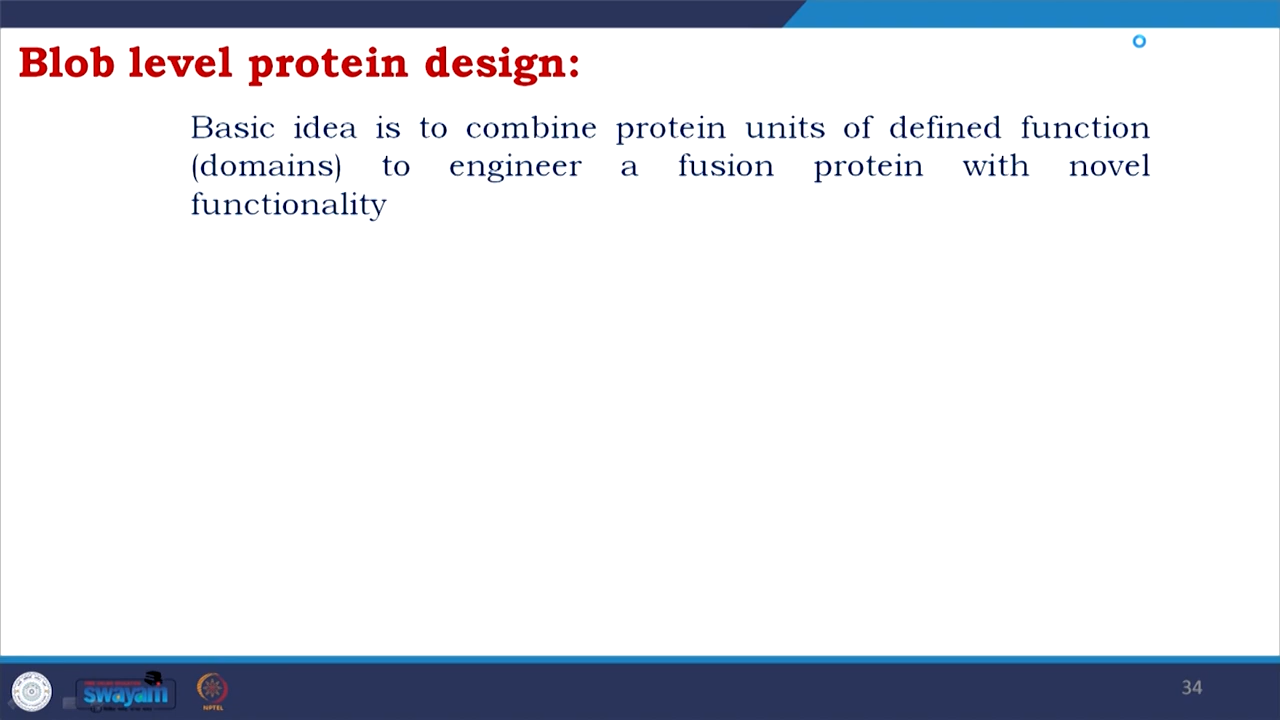 Blob level protein design:
Basic idea is to combine protein units of defined function
(domains) to engineer a fusion protein with novel
functionality
swayam
NPTEL
34